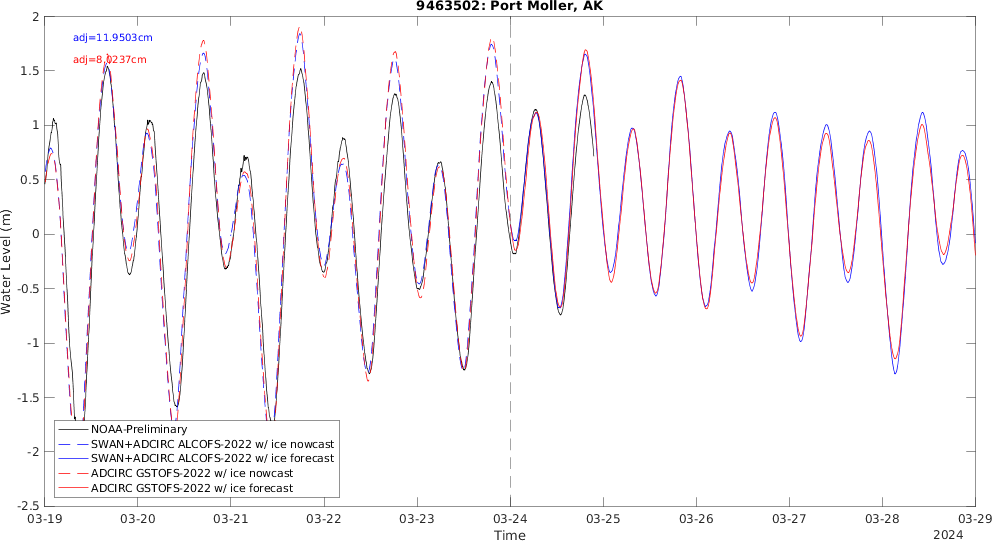 9463502: Port Moller, AK
adj=11.9503cm
adj=8.0237cm
Water Level (m)
2
1.5
1
0.5
0
-0.5
-1
-1.5
-2
-2.5
NOAA-Preliminary
SWAN+ADCIRC ALCOFS-2022 w/ ice nowcast
SWAN+ADCIRC ALCOFS-2022 w/ ice forecast
ADCIRC GSTOFS-2022 w/ ice nowcast
ADCIRC GSTOFS-2022 w/ ice forecast
03-19 03-20 03-21 03-22 03-23 03-24 03-25 03-26 03-27 03-28 03-29
Time
2024